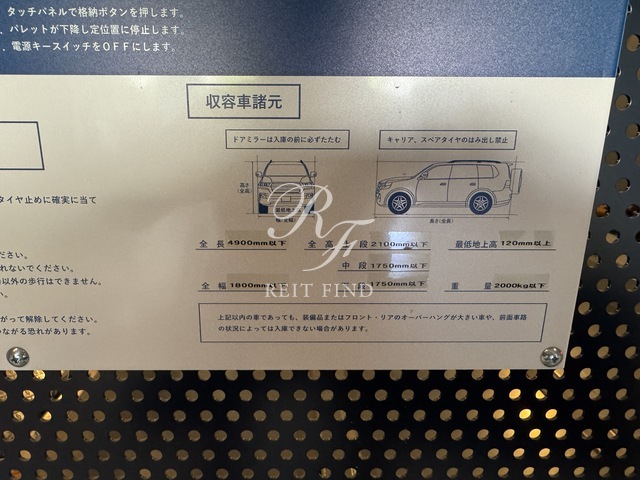 タッチパネルで格納ボタンを押します。
、パレットが下降し定位置に停止します。
、電源キースイッチをOFFにします。
収容車諸元
ドアミラーは入庫の前に必ずたたむ
キャリア、スペアタイヤのはみ出し禁止
高さ
(全高)
タイヤ止めに確実に当て
全長 4900mm以下 全高 上段 2100mm以下 最低地上高 120mm以上
中段 1750mm以下
全幅 1800mm以下 段 1750mm以下 重量 2000kg以下
ださい。
れないでください。
以外の歩行はできません。
い。
がって解除してください。
ながる恐れがあります。
上記以内の車であっても、装備品またはフロント・リアのオーバーハングが大きい車や、前面車路
の状況によっては入庫できない場合があります。
RF
REIT FIND